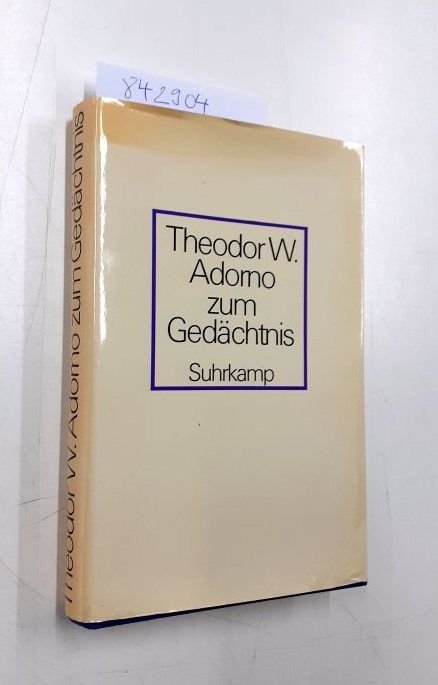 842904
Theodor W.
Adorno
zum
Gedächtnis
Suhrkamp
Theodor W. Adorno zum Gedächtnis